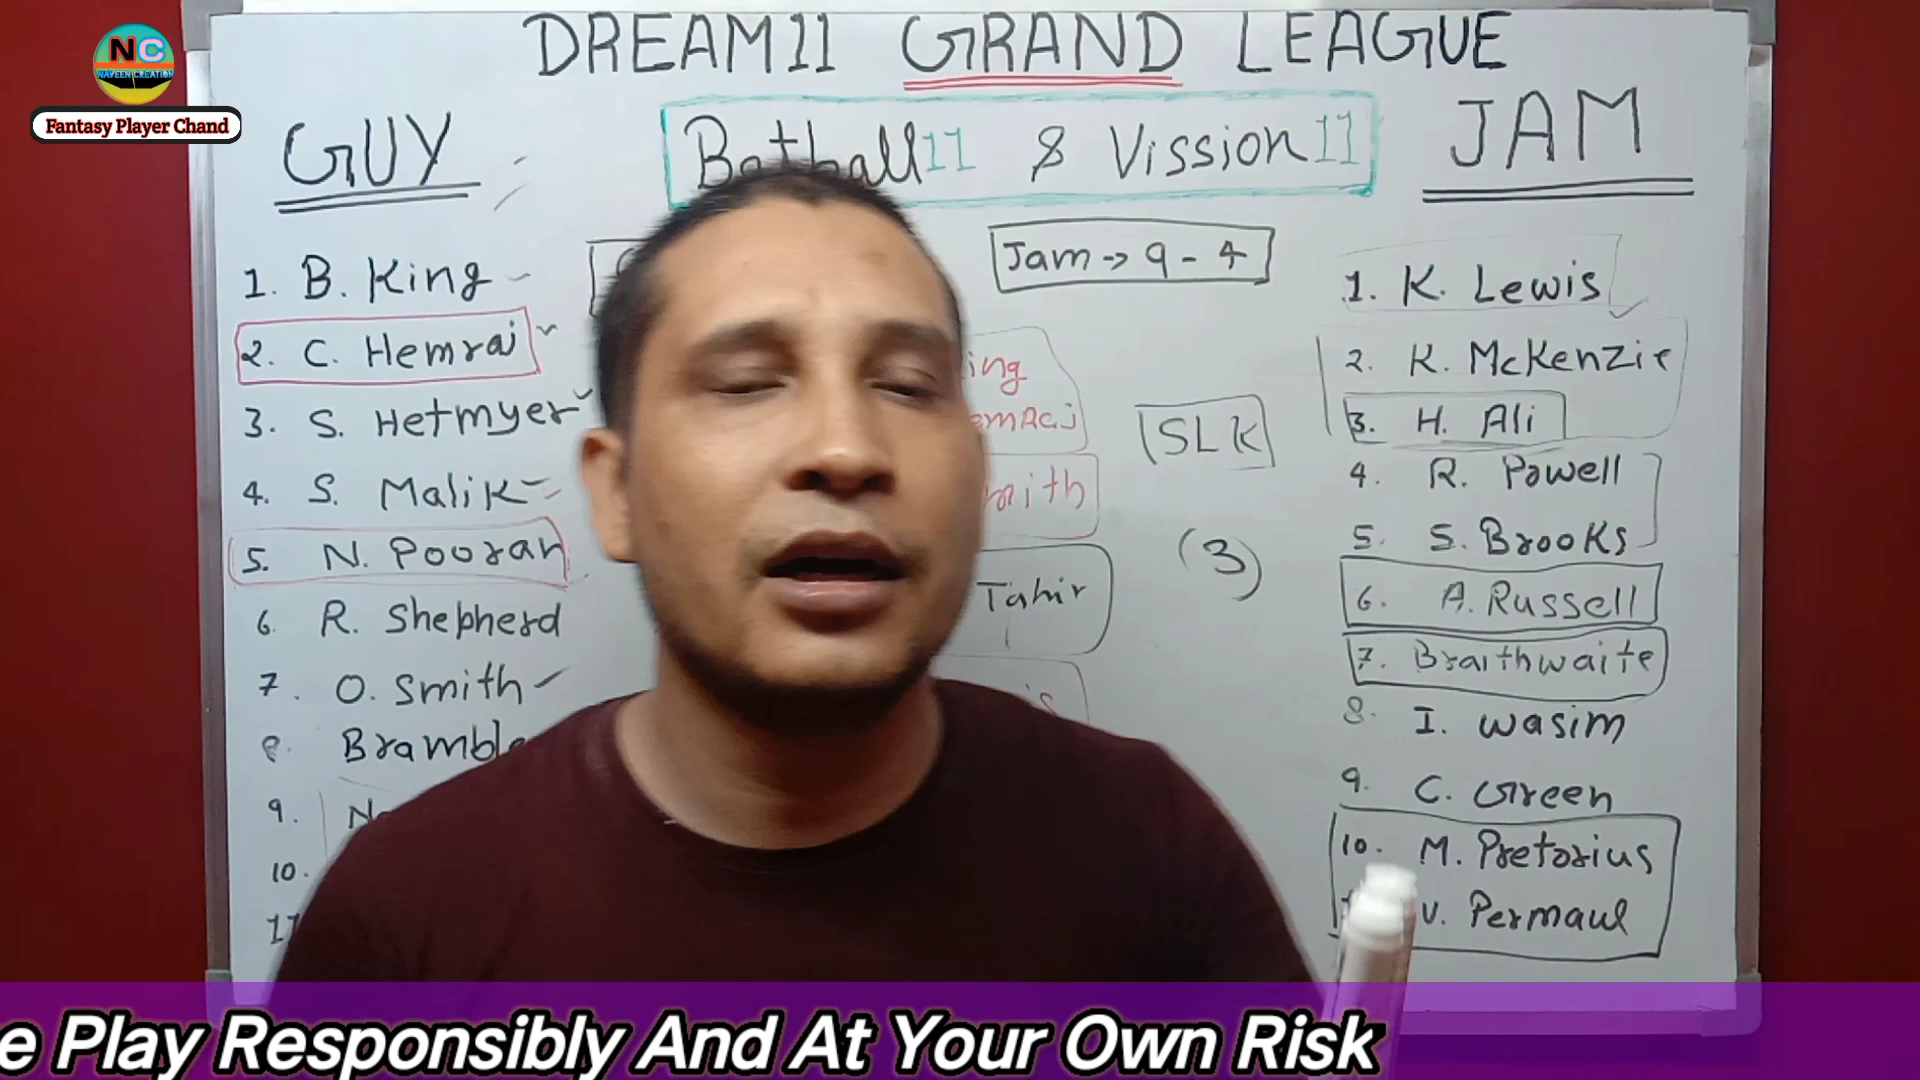 NC
NAVEEN CREATION
Fantasy Player Chand
DREAM11 GRAND LEAGUE
Batball11 & Vission11
GUY
1. B. King
2. C. Hemraj
3. S. Hetmyer
4. S. Malik
5. N. Pooran
6. R. Shepherd
7. O. Smith
8. Bramble
9.
10.
11
Jam -> 9 - 4
SLK
(3)
Tahir
JAM
1. K. Lewis
2. K. McKenzie
3. H. Ali
4. R. Powell
5. S. Brooks
6. A. Russell
7. Braithwaite
8. I. Wasim
9. C. Green
10. M. Pretorius
V. Permaul
e Play Responsibly And At Your Own Risk